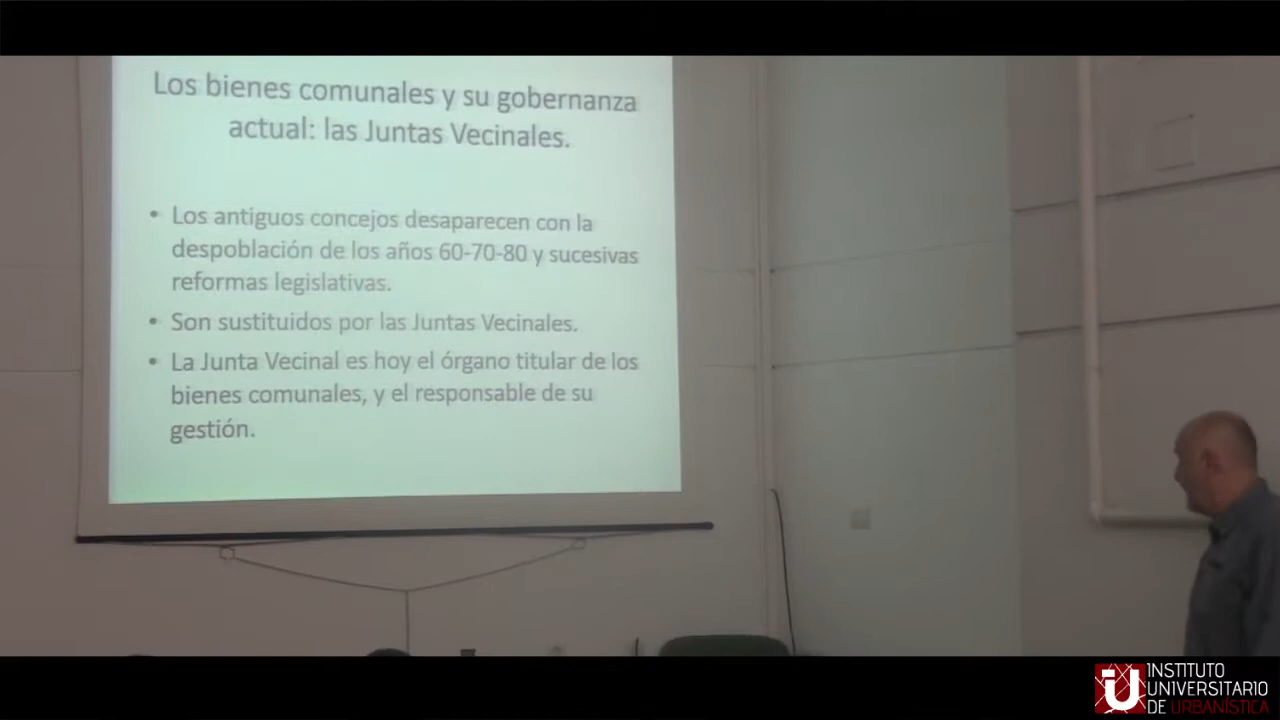 Los bienes comunales y su gobernanza
actual: las Juntas Vecinales.
• Los antiguos concejos desaparecen con la
despoblación de los años 60-70-80 y sucesivas
reformas legislativas.
• Son sustituidos por las Juntas Vecinales.
• La Junta Vecinal es hoy el órgano titular de los
bienes comunales, y el responsable de su
gestión.
iU
INSTITUTO
UNIVERSITARIO
DE URBANÍSTICA